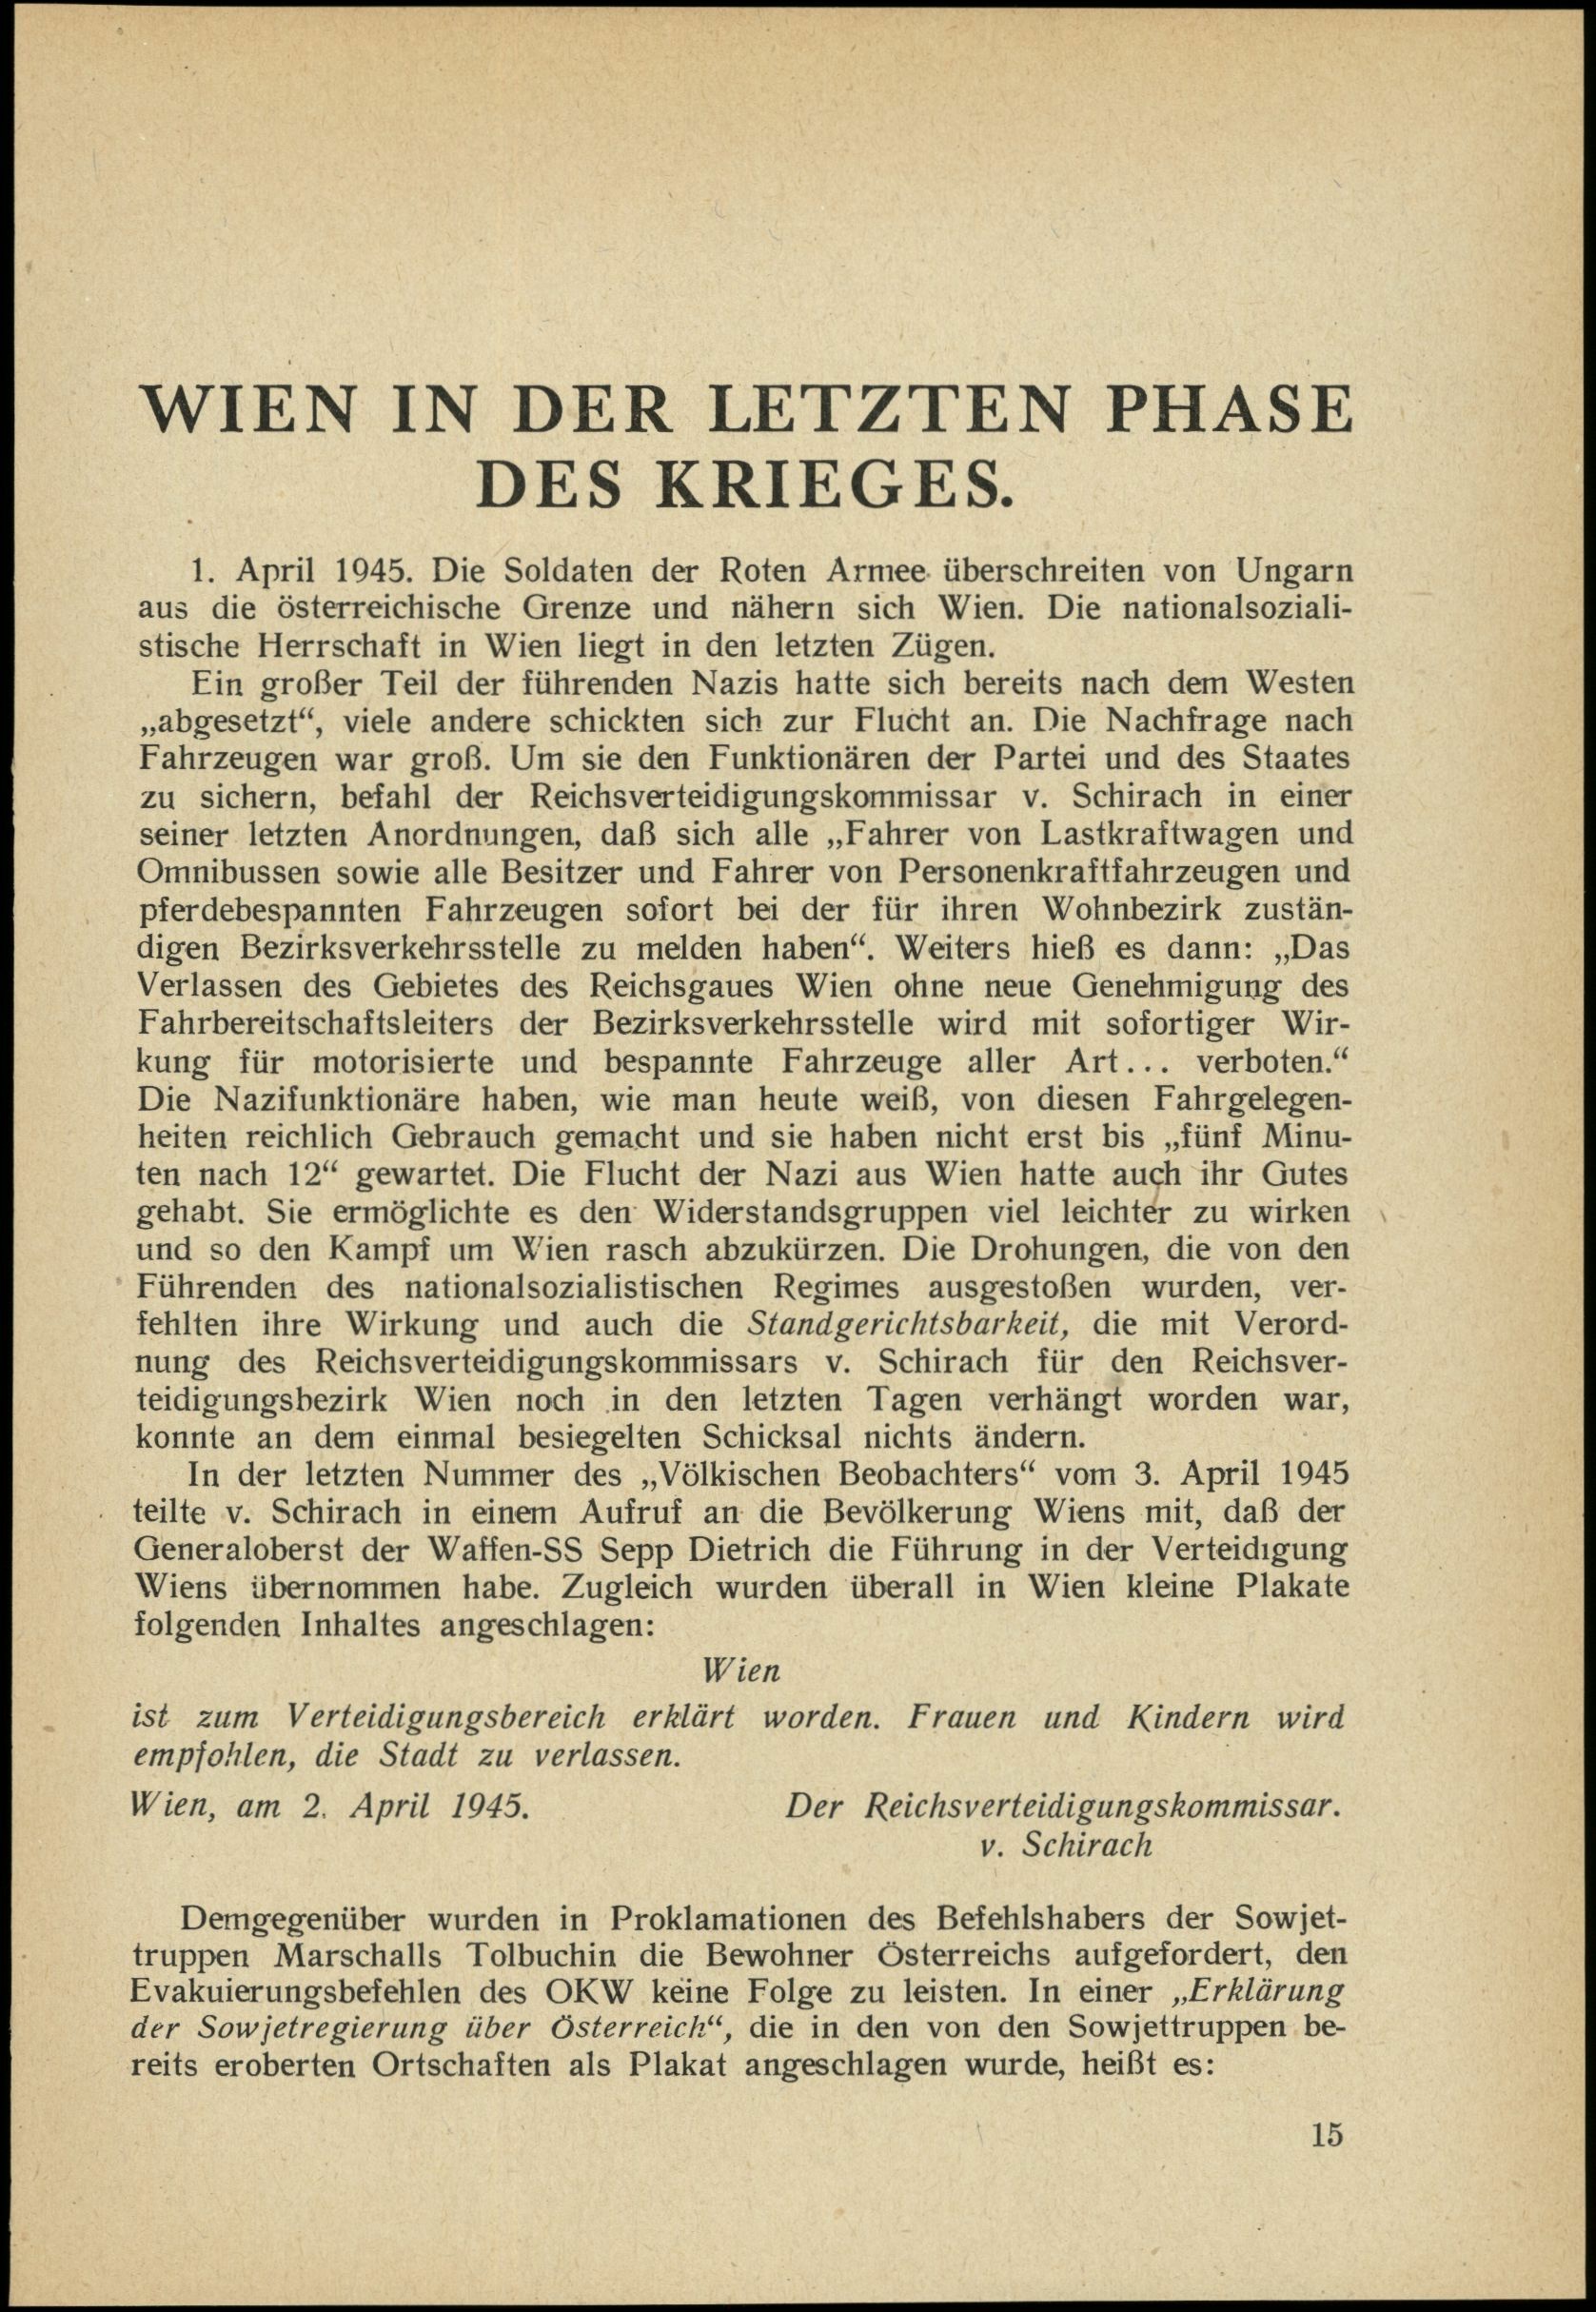 WIEN IN DER LETZTEN PHASE
DES KRIEGES.
1. April 1945. Die Soldaten der Roten Armee überschreiten von Ungarn
aus die österreichische Grenze und nähern sich Wien. Die nationalsoziali-
stische Herrschaft in Wien liegt in den letzten Zügen.
Ein großer Teil der führenden Nazis hatte sich bereits nach dem Westen
„abgesetzt“, viele andere schickten sich zur Flucht an. Die Nachfrage nach
Fahrzeugen war groß. Um sie den Funktionären der Partei und des Staates
zu sichern, befahl der Reichsverteidigungskommissar v. Schirach in einer
seiner letzten Anordnungen, daß sich alle „Fahrer von Lastkraftwagen und
Omnibussen sowie alle Besitzer und Fahrer von Personenkraftfahrzeugen und
pferdebespannten Fahrzeugen sofort bei der für ihren Wohnbezirk zustän-
digen Bezirksverkehrsstelle zu melden haben“. Weiters hieß es dann: „Das
Verlassen des Gebietes des Reichsgaues Wien ohne neue Genehmigung des
Fahrbereitschaftsleiters der Bezirksverkehrsstelle wird mit sofortiger Wir-
kung für motorisierte und bespannte Fahrzeuge aller Art... verboten.“
Die Nazifunktionäre haben, wie man heute weiß, von diesen Fahrgelegen-
heiten reichlich Gebrauch gemacht und sie haben nicht erst bis „fünf Minu-
ten nach 12“ gewartet. Die Flucht der Nazi aus Wien hatte auch ihr Gutes
gehabt. Sie ermöglichte es den Widerstandsgruppen viel leichter zu wirken
und so den Kampf um Wien rasch abzukürzen. Die Drohungen, die von den
Führenden des nationalsozialistischen Regimes ausgestoßen wurden, ver-
fehlten ihre Wirkung und auch die Standgerichtsbarkeit, die mit Verord-
nung des Reichsverteidigungskommissars v. Schirach für den Reichsver-
teidigungsbezirk Wien noch in den letzten Tagen verhängt worden war,
konnte an dem einmal besiegelten Schicksal nichts ändern.
In der letzten Nummer des „Völkischen Beobachters“ vom 3. April 1945
teilte v. Schirach in einem Aufruf an die Bevölkerung Wiens mit, daß der
Generaloberst der Waffen-SS Sepp Dietrich die Führung in der Verteidigung
Wiens übernommen habe. Zugleich wurden überall in Wien kleine Plakate
folgenden Inhaltes angeschlagen:
Wien
ist zum Verteidigungsbereich erklärt worden. Frauen und Kindern wird
empfohlen, die Stadt zu verlassen.
Wien, am 2. April 1945. Der Reichsverteidigungskommissar.
v. Schirach
Demgegenüber wurden in Proklamationen des Befehlshabers der Sowjet-
truppen Marschalls Tolbuchin die Bewohner Österreichs aufgefordert, den
Evakuierungsbefehlen des OKW keine Folge zu leisten. In einer „Erklärung
der Sowjetregierung über Österreich“, die in den von den Sowjettruppen be-
reits eroberten Ortschaften als Plakat angeschlagen wurde, heißt es:
15